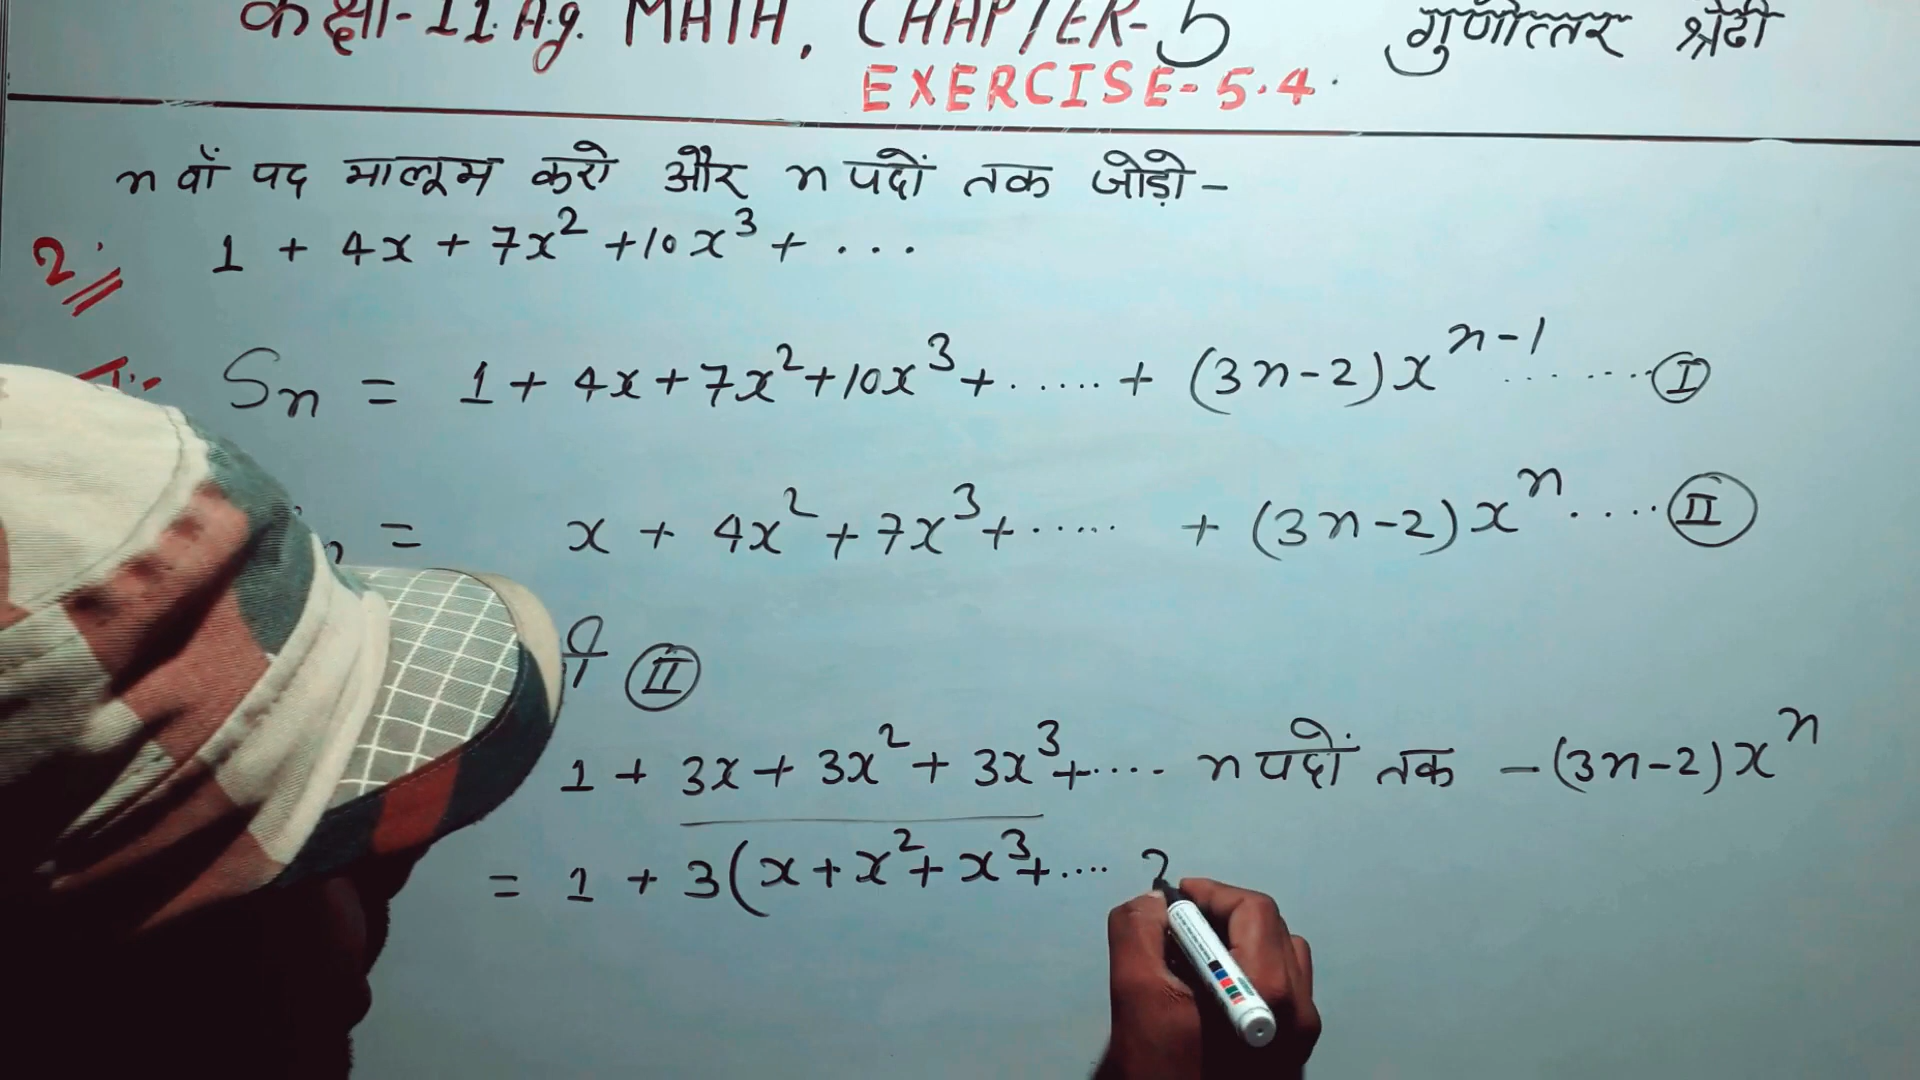 कक्षा-11.Ag. MATH, CHAPTER-5 गुणोत्तर श्रेढी
EXERCISE-5.4.
n वाँ पद मालूम करो और n पदों तक जोड़ो-
2. 1 + 4x + 7x² + 10x³ + ...
Sn = 1 + 4x + 7x² + 10x³ + ...... + (3n-2)xⁿ⁻¹ ........ (I)
= x + 4x² + 7x³ + ...... + (3n-2)xⁿ .... (II)
(II)
1 + 3x + 3x² + 3x³ + .... n पदों तक - (3n-2)xⁿ
= 1 + 3(x + x² + x³ + ....